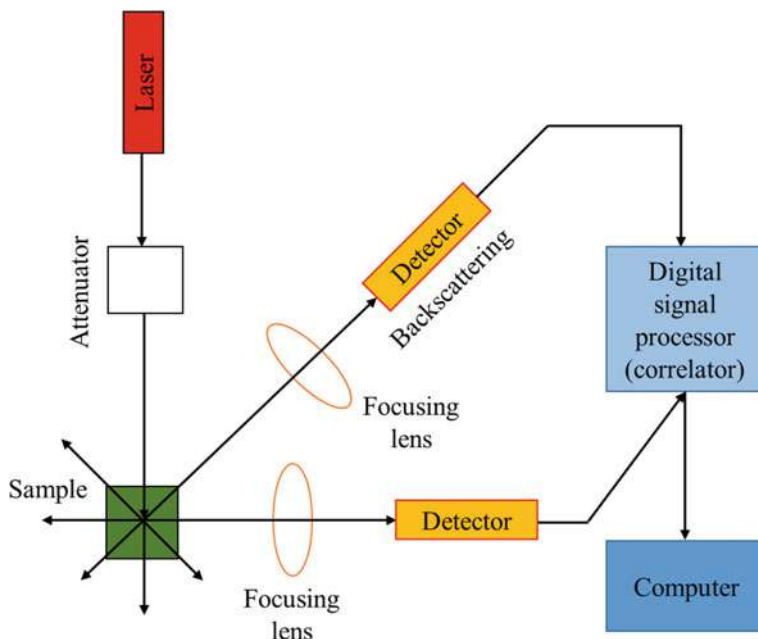 Laser
Attenuator
Detector
Backscattering
Digital
signal
processor
(correlator)
Focusing
lens
Sample
Detector
Focusing
lens
Computer